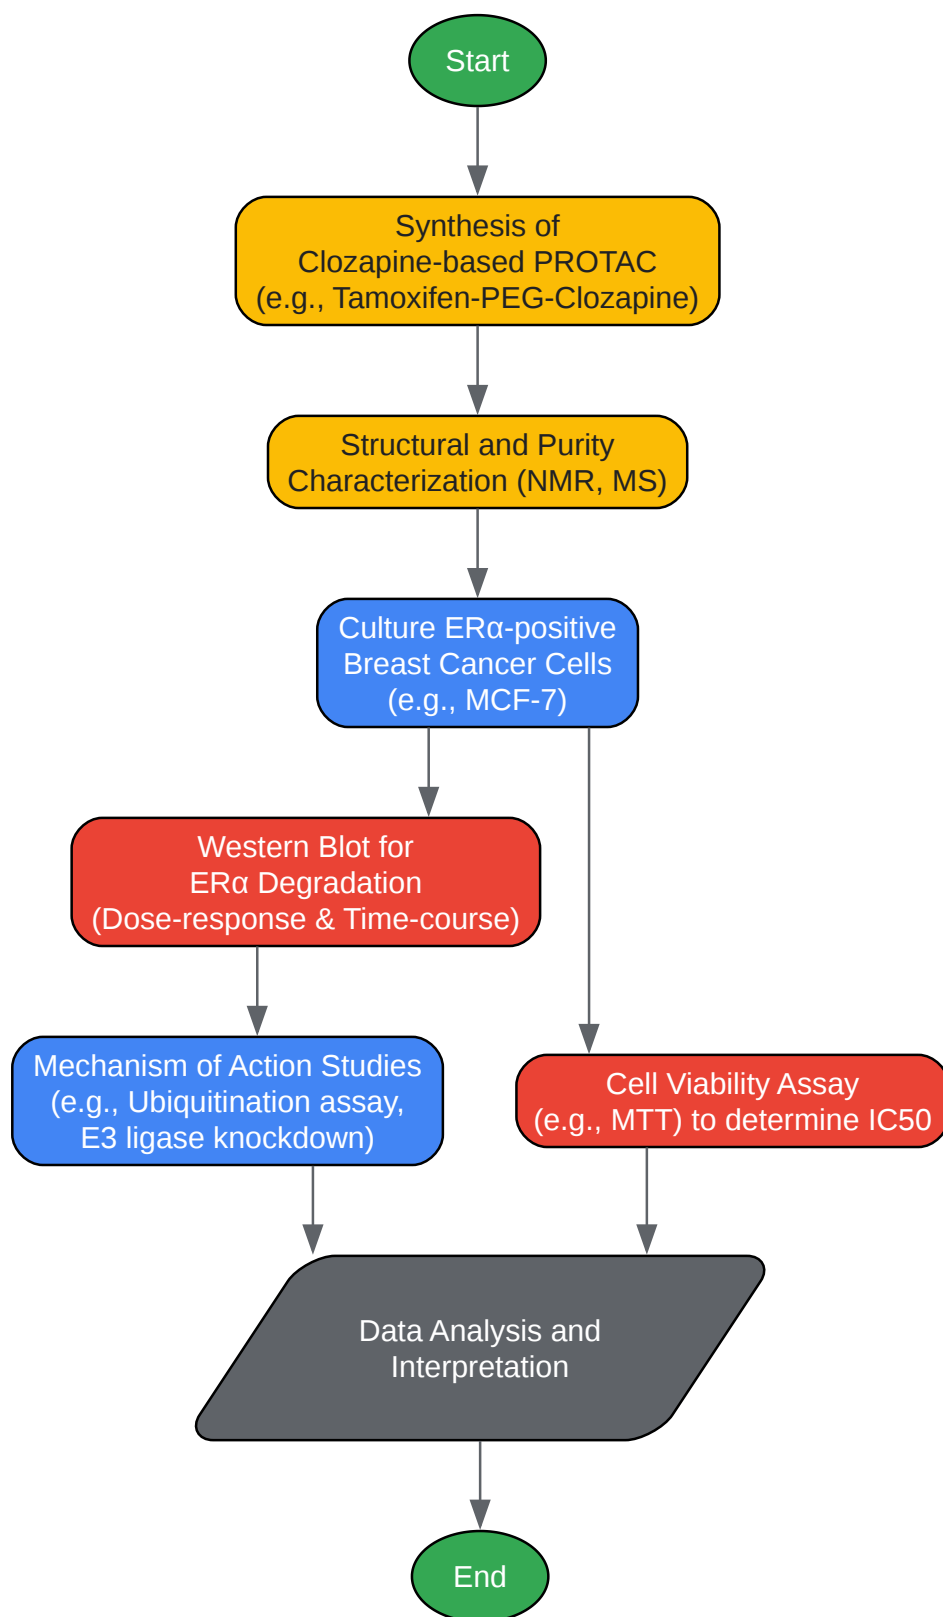 Start
Synthesis of
Clozapine-based PROTAC
(e.g., Tamoxifen-PEG-Clozapine)
Structural and Purity
Characterization (NMR, MS)
Culture ERα-positive
Breast Cancer Cells
(e.g., MCF-7)
Western Blot for
ERα Degradation
(Dose-response & Time-course)
Mechanism of Action Studies
(e.g., Ubiquitination assay,
E3 ligase knockdown)
Cell Viability Assay
(e.g., MTT) to determine IC50
Data Analysis and
Interpretation
End